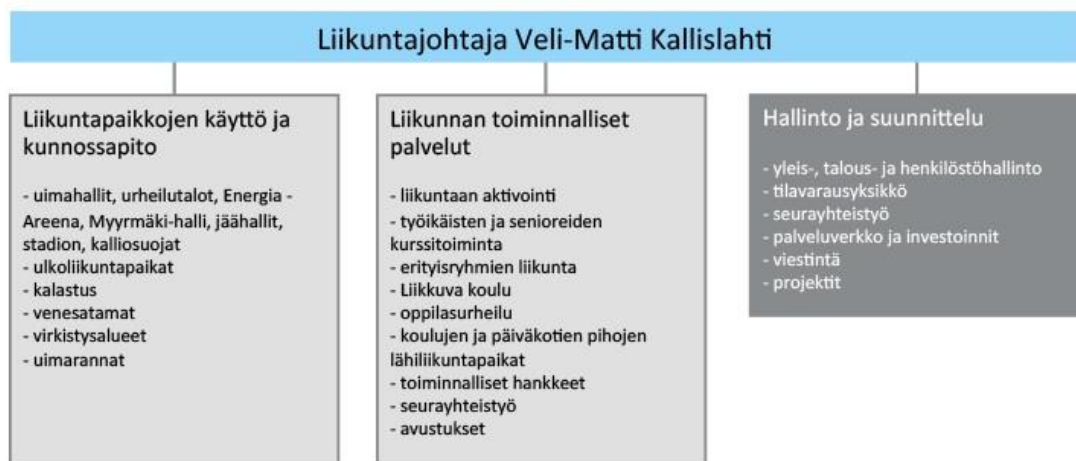 Liikuntajohtaja Veli-Matti Kallislahti
Liikuntapaikkojen käyttö ja
kunnossapito
- uimahallit, urheilutalot, Energia -
Areena, Myyrmäki-halli, jäähallit,
stadion, kalliosuojat
- ulkoliikuntapaikat
- kalastus
- venesatamat
- virkistysalueet
- uimarannat
Liikunnan toiminnalliset
palvelut
- liikuntaan aktivointi
- työikäisten ja senioreiden
kurssitoiminta
- erityisryhmien liikunta
- Liikkuva koulu
- oppilasurheilu
- koulujen ja päiväkotien pihojen
lähiliikuntapaikat
- toiminnalliset hankkeet
- seurayhteistyö
- avustukset
Hallinto ja suunnittelu
- yleis-, talous- ja henkilöstöhallinto
- tilavarausyksikkö
- seurayhteistyö
- palveluverkko ja investoinnit
- viestintä
- projektit